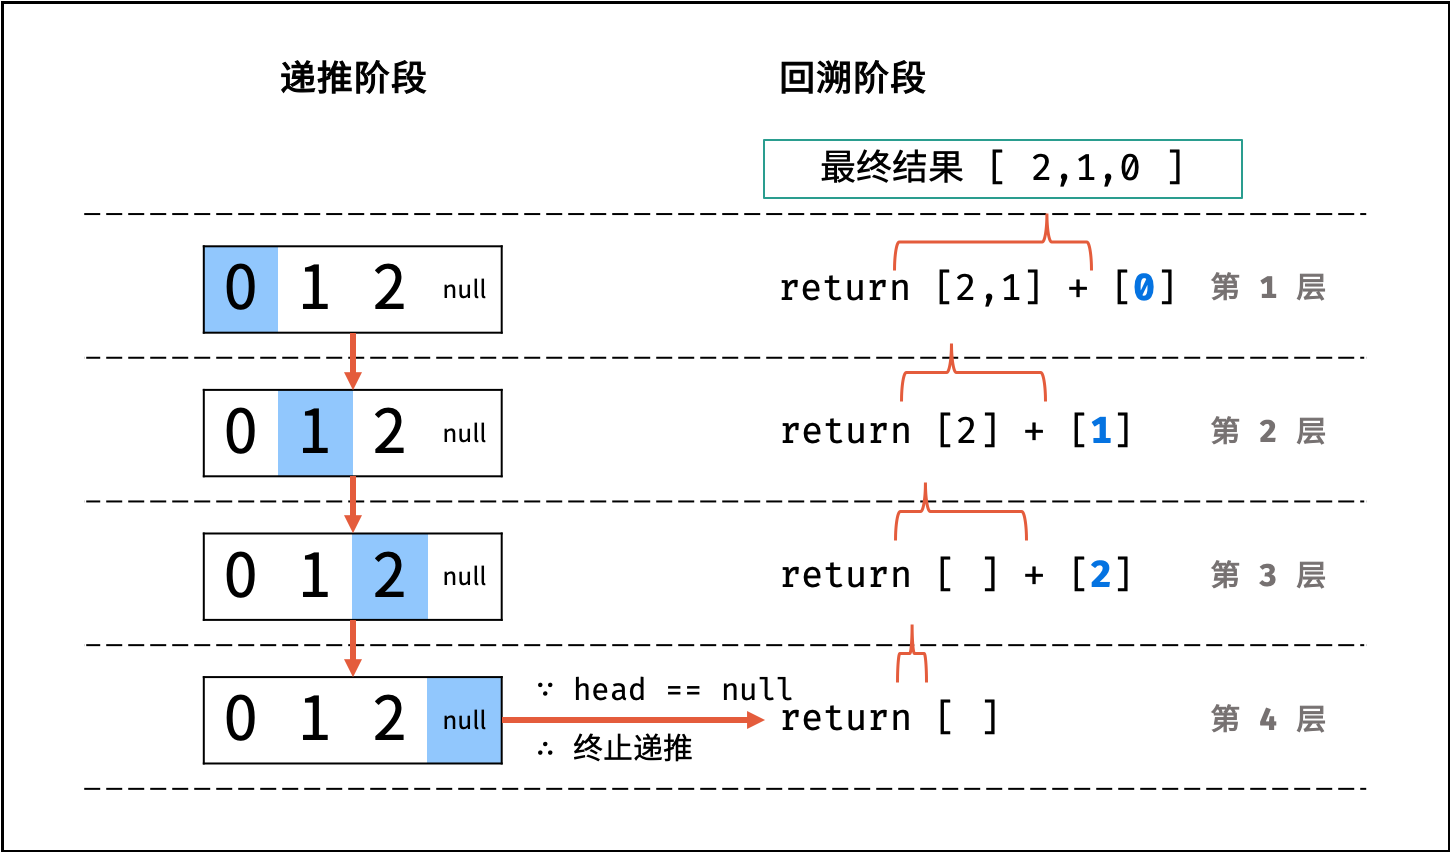 递推阶段
回溯阶段
最终结果 [ 2,1,0 ]
0 1 2 null
return [2,1] + [0]
第 1 层
0 1 2 null
return [2] + [1]
第 2 层
0 1 2 null
return [ ] + [2]
第 3 层
0 1 2 null
∵ head == null
∴ 终止递推
return [ ]
第 4 层